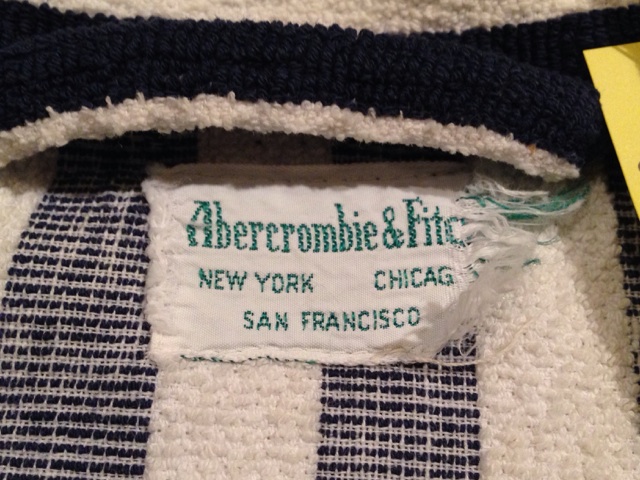 Abercrombie & Fitc
NEW YORK CHICAG
SAN FRANCISCO